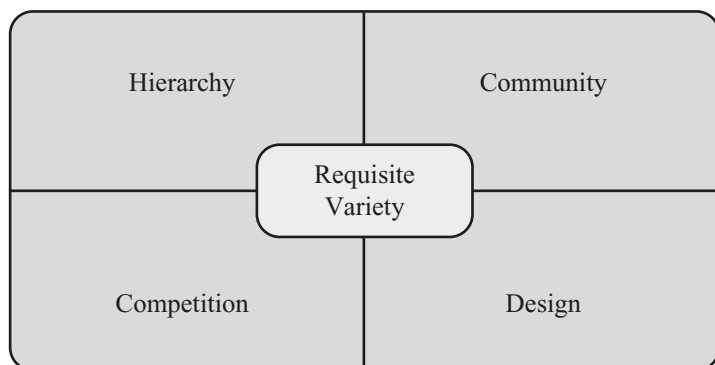 Hierarchy
Community
Requisite
Variety
Competition
Design